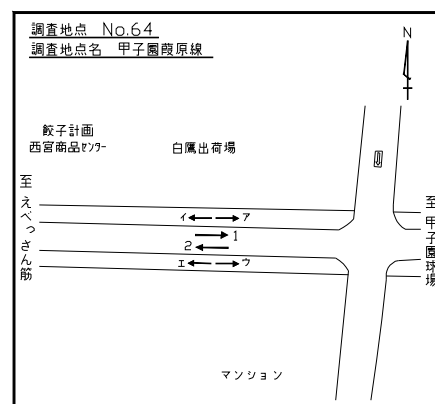 調査地点 No.64
調査地点名 甲子園葭原線
N
餃子計画
西宮商品ｾﾝﾀｰ
白鷹出荷場
至えべっさん筋
至甲子園球場
イ ア
1
2
エ ウ
マンション